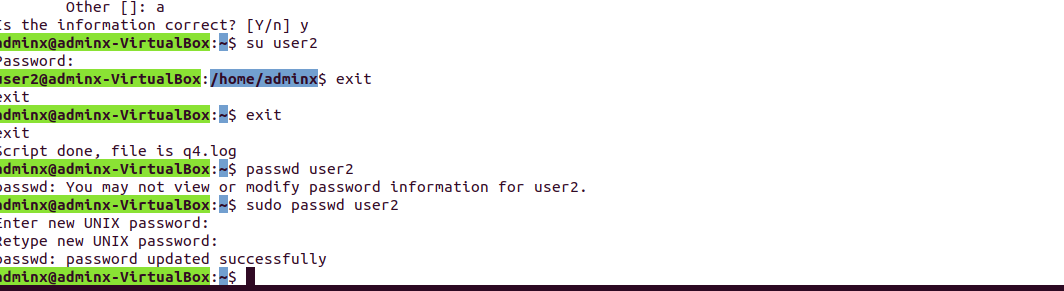 Other []: a
Is the information correct? [Y/n] y
adminx@adminx-VirtualBox:~$ su user2
Password:
user2@adminx-VirtualBox:/home/adminx$ exit
exit
adminx@adminx-VirtualBox:~$ exit
exit
Script done, file is q4.log
adminx@adminx-VirtualBox:~$ passwd user2
passwd: You may not view or modify password information for user2.
adminx@adminx-VirtualBox:~$ sudo passwd user2
Enter new UNIX password:
Retype new UNIX password:
passwd: password updated successfully
adminx@adminx-VirtualBox:~$